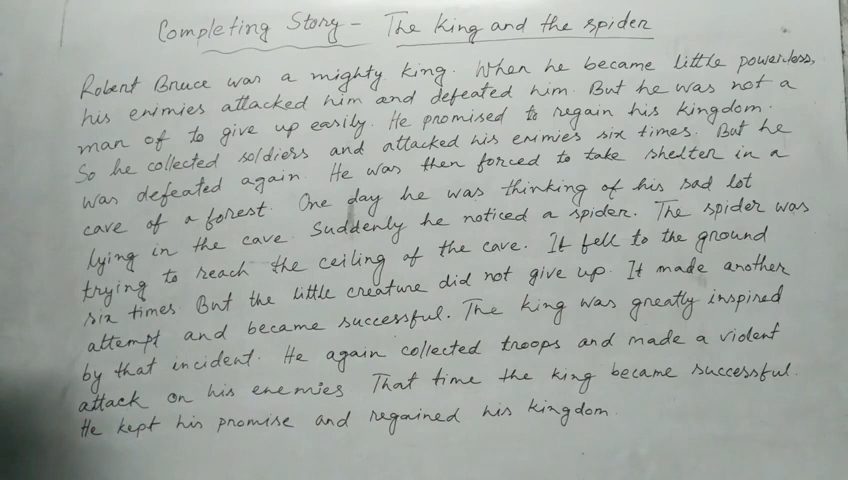 Completing Story - The King and the spider
Robert Bruce was a mighty king. When he became little powerless,
his enimies attacked him and defeated him. But he was not a
man of to give up easily. He promised to regain his kingdom.
So he collected soldiers and attacked his enimies six times. But he
was defeated again. He was then forced to take shelter in a
cave of a forest. One day he was thinking of his sad lot
lying in the cave. Suddenly he noticed a spider. The spider was
trying to reach the ceiling of the cave. It fell to the ground
six times. But the little creature did not give up. It made another
attempt and became successful. The king was greatly inspired
by that incident. He again collected troops and made a violent
attack on his enemies That time the king became successful.
He kept his promise and regained his kingdom.